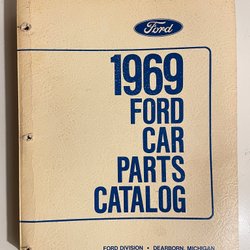 Ford
1969
FORD
CAR
PARTS
CATALOG
FORD DIVISION • DEARBORN, MICHIGAN